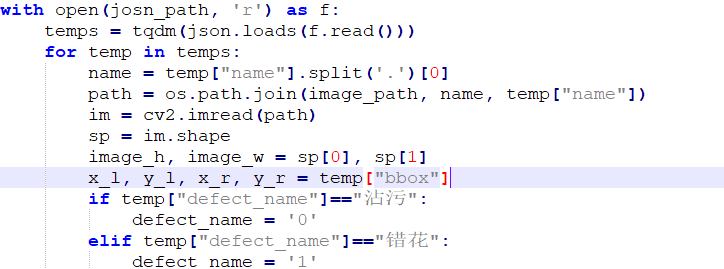 with open(josn_path, 'r') as f:
    temps = tqdm(json.loads(f.read()))
    for temp in temps:
        name = temp["name"].split('.')[0]
        path = os.path.join(image_path, name, temp["name"])
        im = cv2.imread(path)
        sp = im.shape
        image_h, image_w = sp[0], sp[1]
        x_l, y_l, x_r, y_r = temp["bbox"]
        if temp["defect_name"]=="沾污":
            defect_name = '0'
        elif temp["defect_name"]=="错花":
            defect_name = '1'